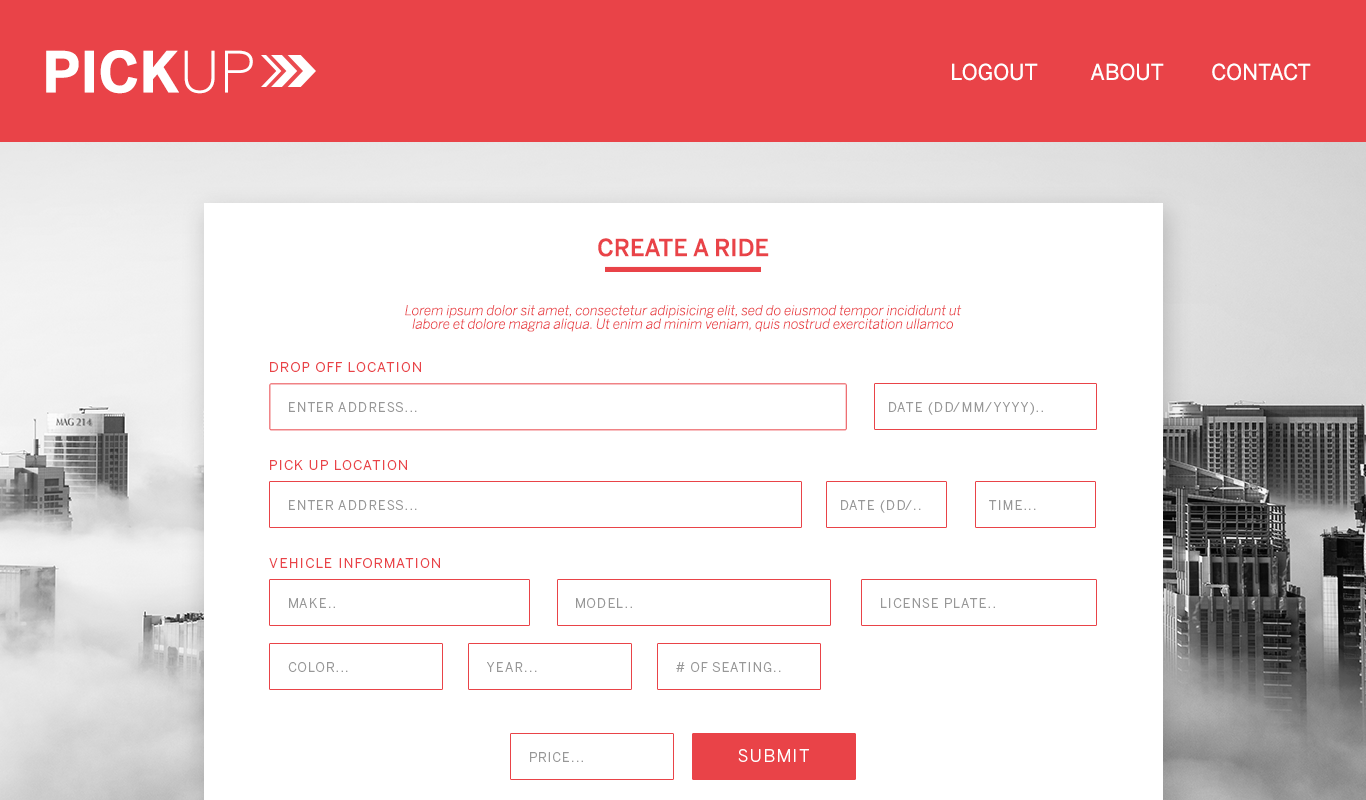 PICKUP
LOGOUT ABOUT CONTACT
CREATE A RIDE
Lorem ipsum dolor sit amet, consectetur adipisicing elit, sed do eiusmod tempor incididunt ut
labore et dolore magna aliqua. Ut enim ad minim veniam, quis nostrud exercitation ullamco
DROP OFF LOCATION
ENTER ADDRESS... DATE (DD/MM/YYYY)..
MAG 214
PICK UP LOCATION
ENTER ADDRESS... DATE (DD/.. TIME...
VEHICLE INFORMATION
MAKE.. MODEL.. LICENSE PLATE..
COLOR... YEAR... # OF SEATING..
PRICE... SUBMIT